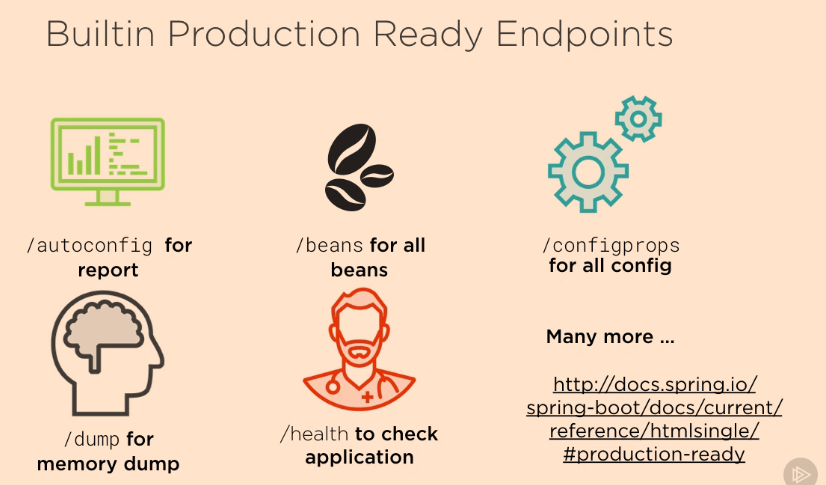 Builtin Production Ready Endpoints
/autoconfig for
report
/beans for all
beans
/configprops
for all config
/dump for
memory dump
/health to check
application
Many more ...
http://docs.spring.io/
spring-boot/docs/current/
reference/htmlsingle/
#production-ready